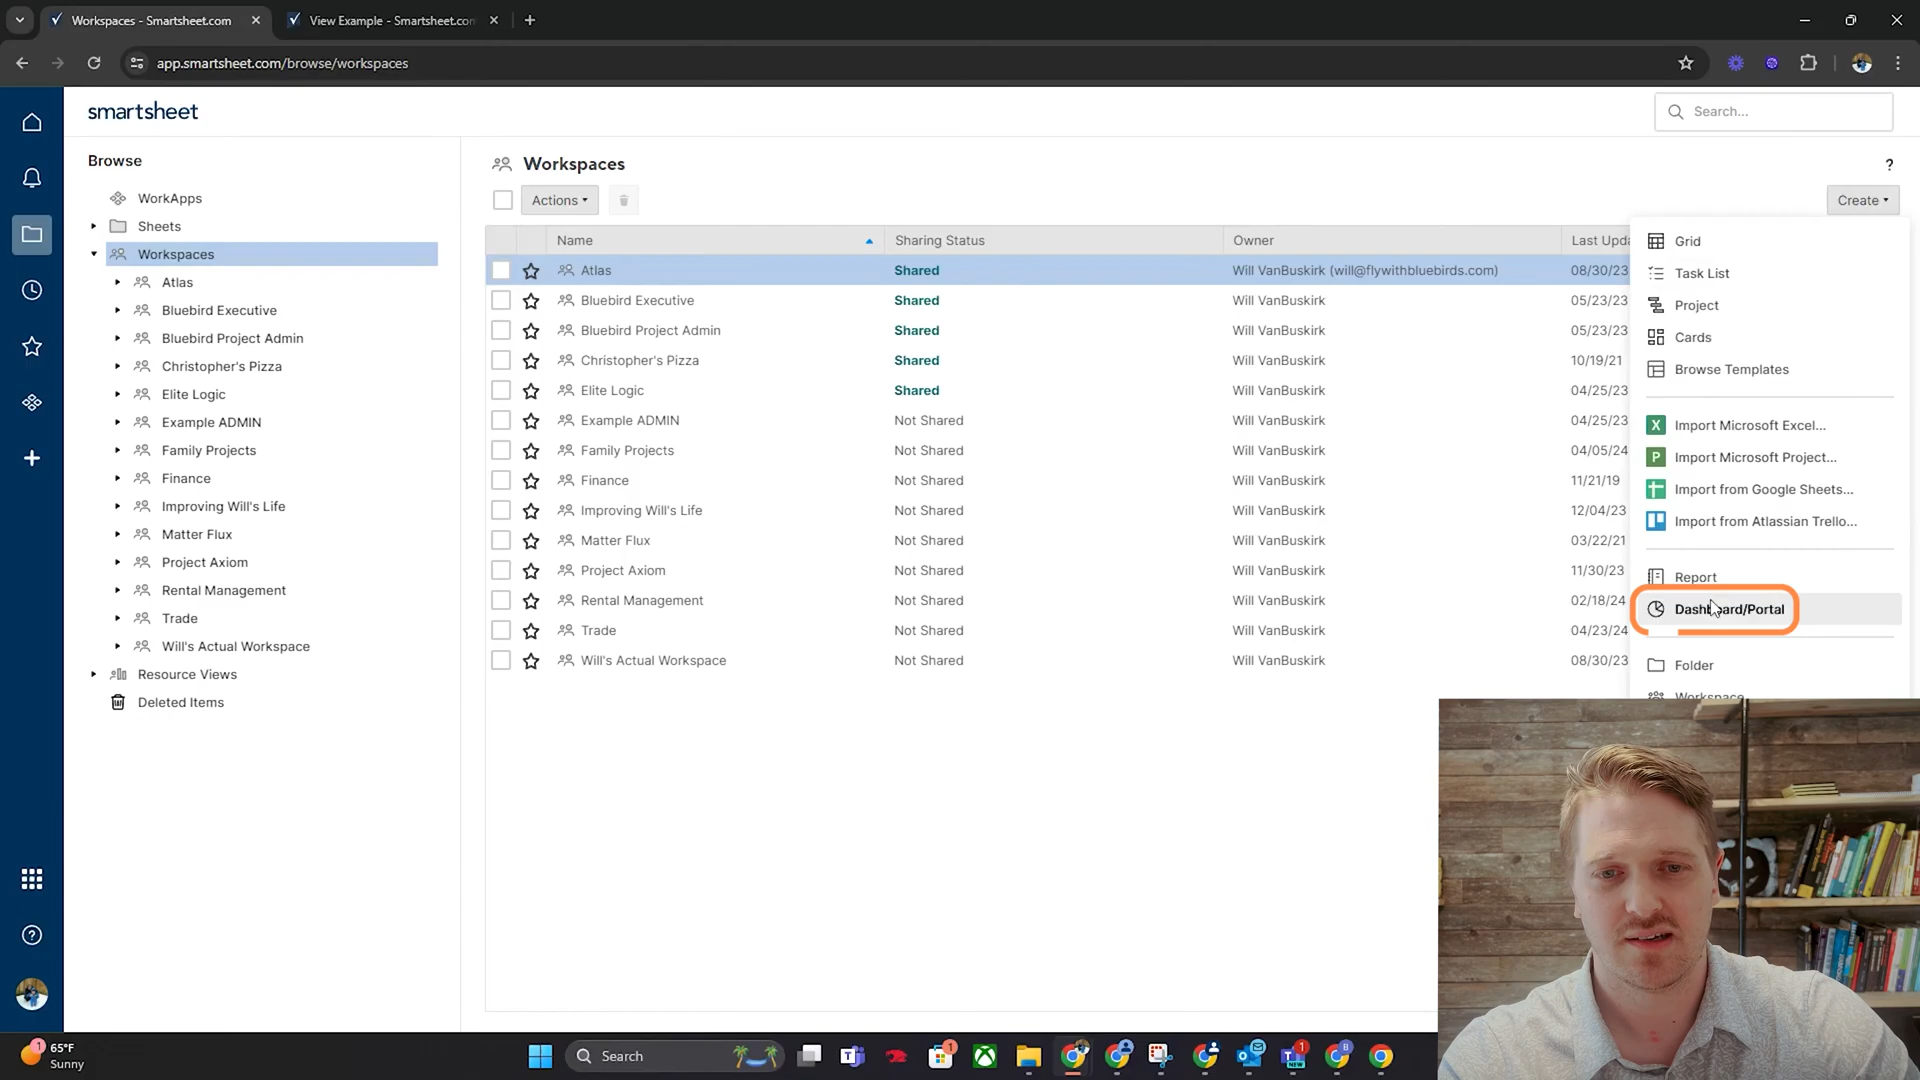 Workspaces - Smartsheet.com
View Example - Smartsheet.com
app.smartsheet.com/browse/workspaces
smartsheet
Search...
Browse
WorkApps
Sheets
Workspaces
Atlas
Bluebird Executive
Bluebird Project Admin
Christopher's Pizza
Elite Logic
Example ADMIN
Family Projects
Finance
Improving Will's Life
Matter Flux
Project Axiom
Rental Management
Trade
Will's Actual Workspace
Resource Views
Deleted Items
Workspaces
?
Actions
Create
Name Sharing Status Owner Last Upda
Atlas Shared Will VanBuskirk (will@flywithbluebirds.com) 08/30/23
Bluebird Executive Shared Will VanBuskirk 05/23/23
Bluebird Project Admin Shared Will VanBuskirk 05/23/23
Christopher's Pizza Shared Will VanBuskirk 10/19/21
Elite Logic Shared Will VanBuskirk 04/25/23
Example ADMIN Not Shared Will VanBuskirk 04/25/23
Family Projects Not Shared Will VanBuskirk 04/05/24
Finance Not Shared Will VanBuskirk 11/21/19
Improving Will's Life Not Shared Will VanBuskirk 12/04/23
Matter Flux Not Shared Will VanBuskirk 03/22/21
Project Axiom Not Shared Will VanBuskirk 11/30/23
Rental Management Not Shared Will VanBuskirk 02/18/24
Trade Not Shared Will VanBuskirk 04/23/24
Will's Actual Workspace Not Shared Will VanBuskirk 08/30/23
Grid
Task List
Project
Cards
Browse Templates
Import Microsoft Excel...
Import Microsoft Project...
Import from Google Sheets...
Import from Atlassian Trello...
Report
Dashboard/Portal
Folder
Workspace
1
65°F
Sunny
Search
1
1
NEW
B